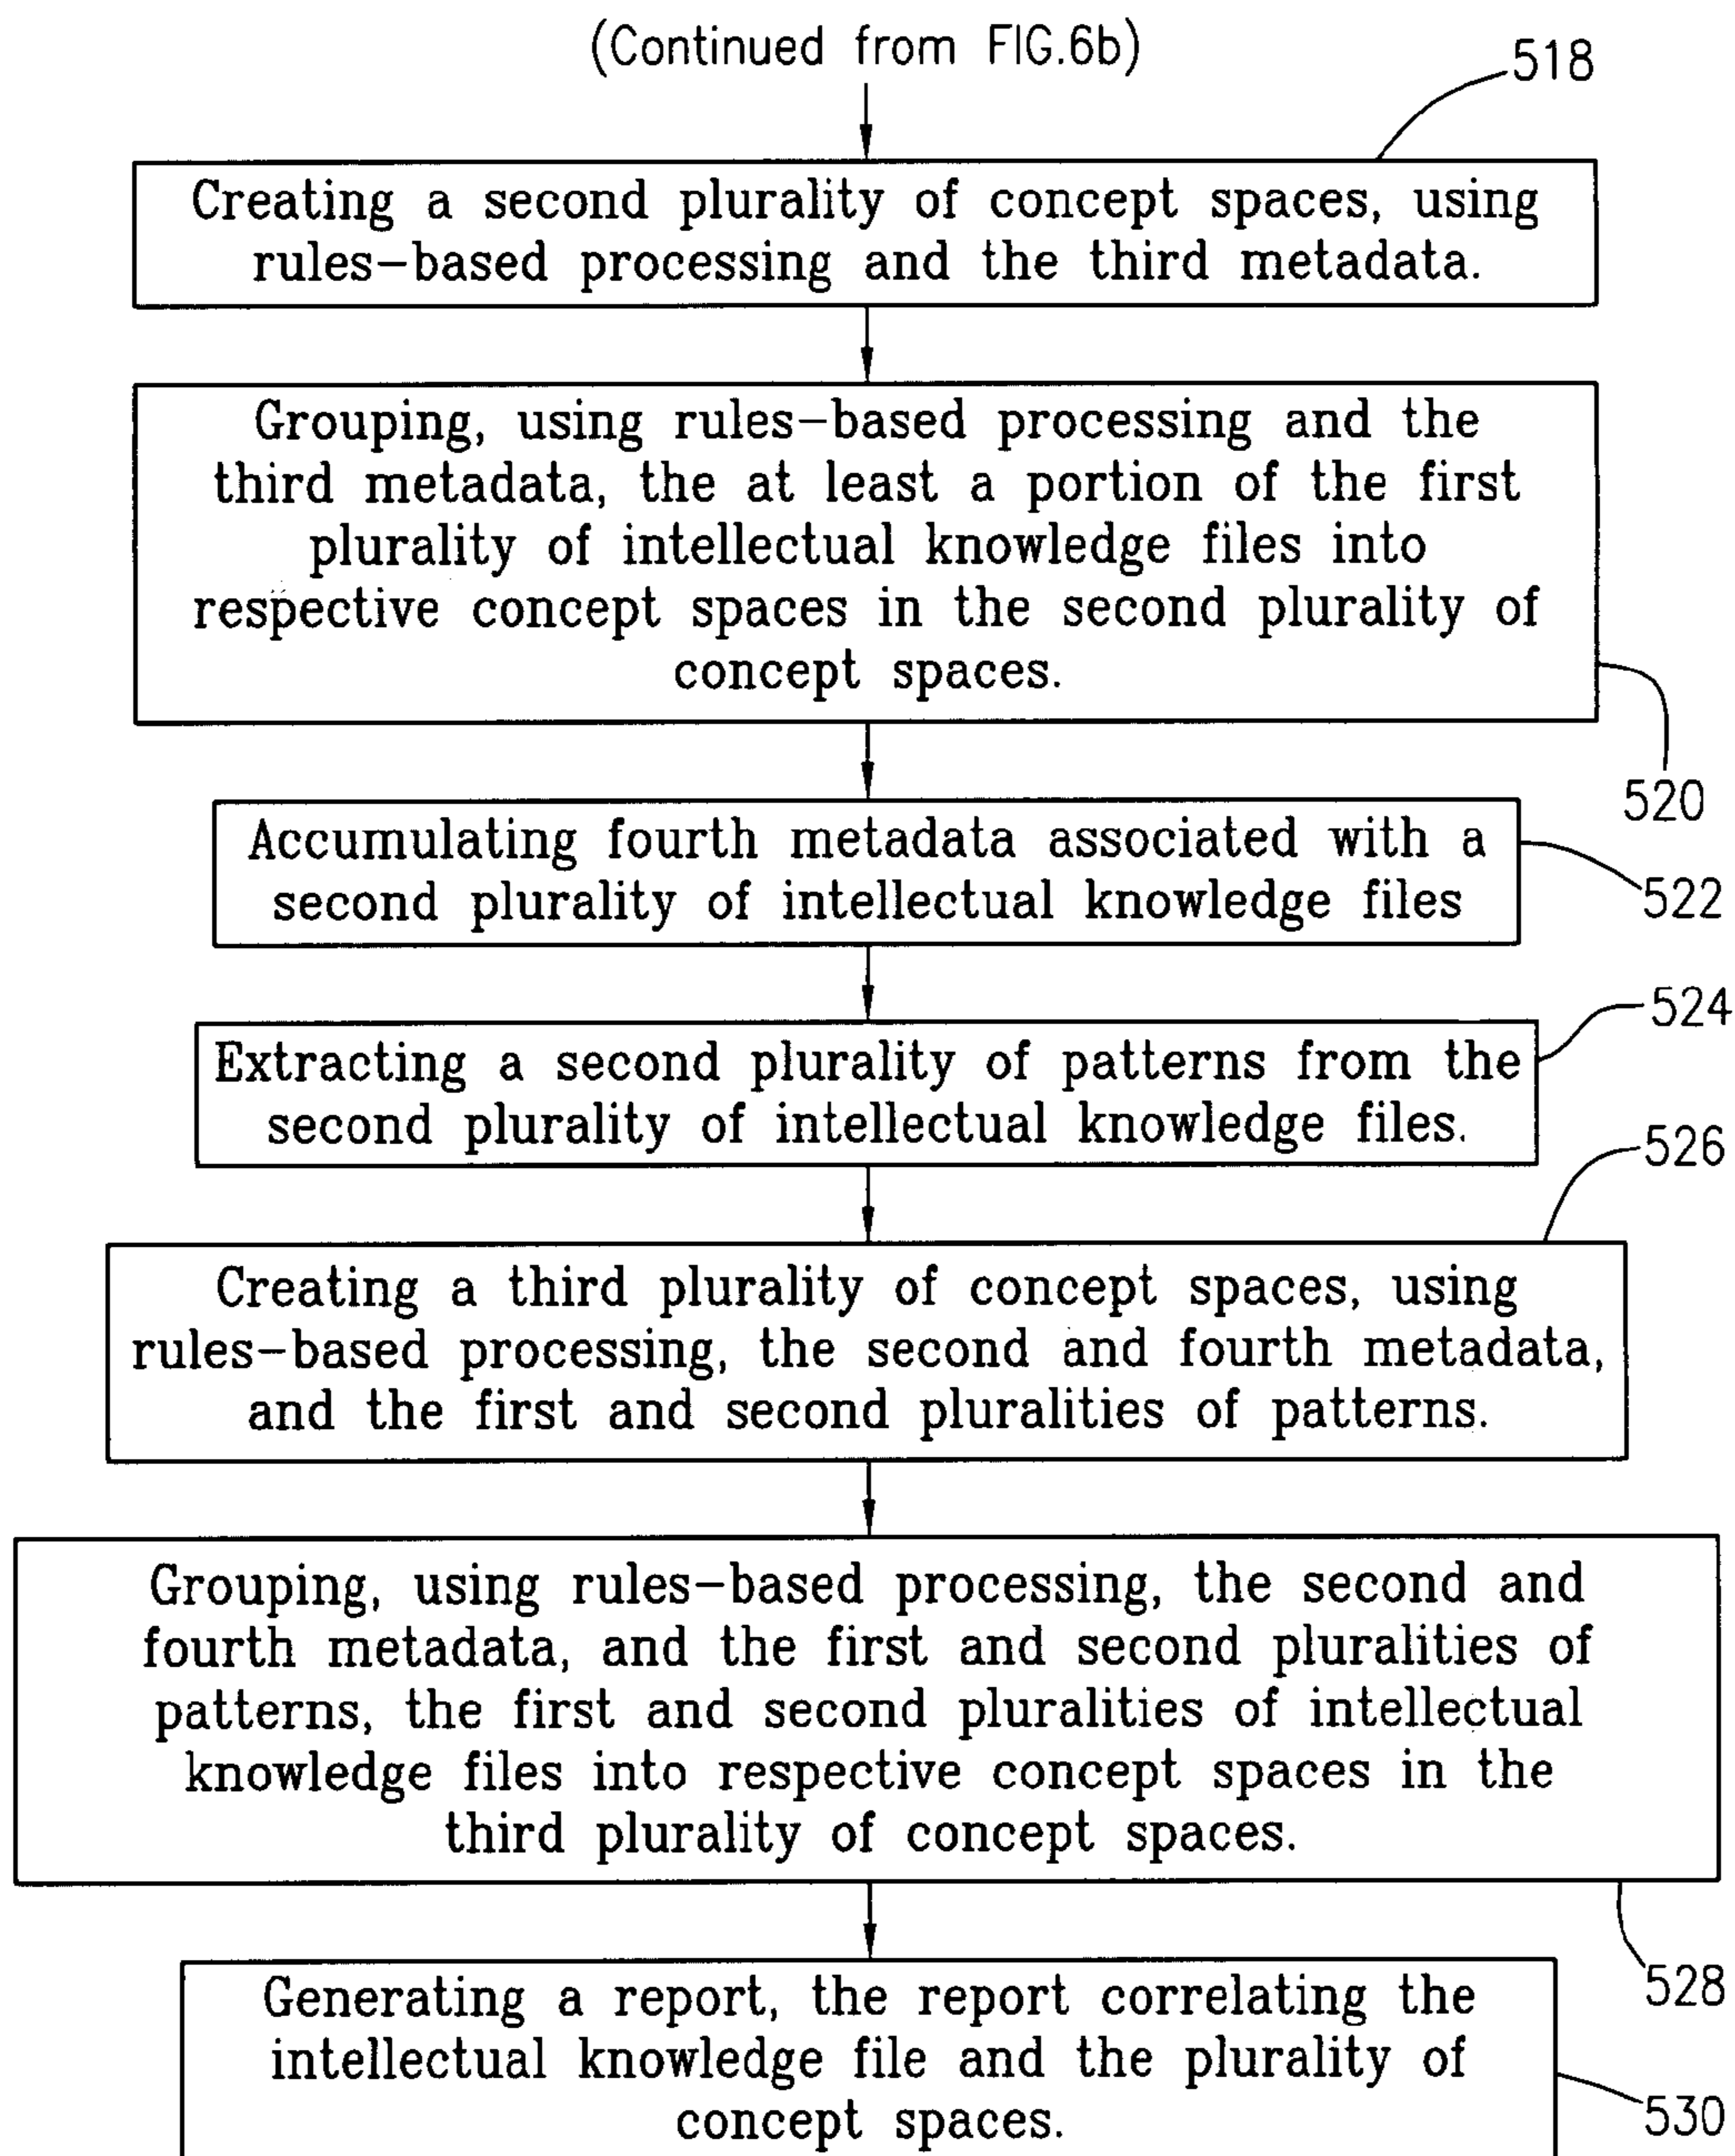 (Continued from FIG.6b)
518
Creating a second plurality of concept spaces, using
rules-based processing and the third metadata.
Grouping, using rules-based processing and the
third metadata, the at least a portion of the first
plurality of intellectual knowledge files into
respective concept spaces in the second plurality of
concept spaces.
520
Accumulating fourth metadata associated with a
second plurality of intellectual knowledge files
522
524
Extracting a second plurality of patterns from the
second plurality of intellectual knowledge files.
526
Creating a third plurality of concept spaces, using
rules-based processing, the second and fourth metadata,
and the first and second pluralities of patterns.
Grouping, using rules-based processing, the second and
fourth metadata, and the first and second pluralities of
patterns, the first and second pluralities of intellectual
knowledge files into respective concept spaces in the
third plurality of concept spaces.
528
Generating a report, the report correlating the
intellectual knowledge file and the plurality of
concept spaces.
530